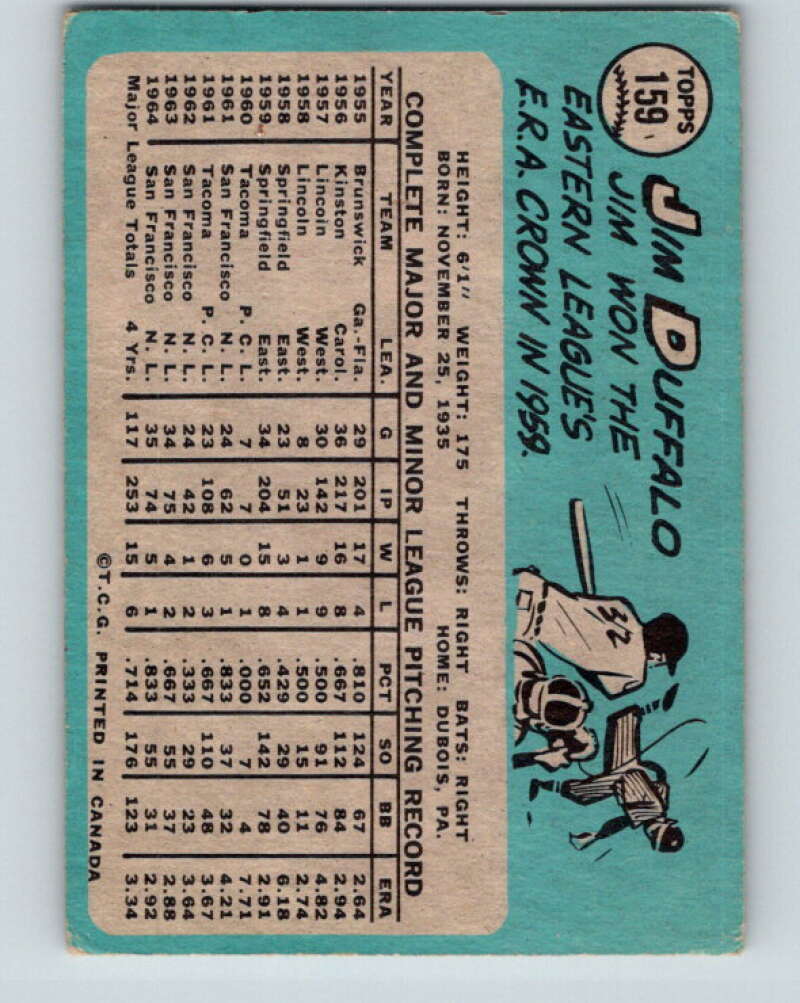 TOPPS
159
JIM DUFFALO
JIM WON THE
EASTERN LEAGUE'S
E.R.A. CROWN IN 1959.
32
HEIGHT: 6'1" WEIGHT: 175 THROWS: RIGHT BATS: RIGHT
BORN: NOVEMBER 25, 1935 HOME: DUBOIS, PA.
COMPLETE MAJOR AND MINOR LEAGUE PITCHING RECORD
YEAR TEAM LEA. G IP W L PCT SO BB ERA
1955 Brunswick Ga.-Fla. 29 201 17 4 .810 124 67 2.64
1956 Kinston Carol. 36 217 16 8 .667 112 84 2.94
1957 Lincoln West. 30 142 9 9 .500 91 76 4.82
1958 Lincoln West. 8 23 1 1 .500 15 11 2.74
1958 Springfield East. 23 51 3 4 .429 29 40 6.18
1959 Springfield East. 34 204 15 8 .652 142 78 2.91
1960 Tacoma P. C. L. 7 7 0 1 .000 7 4 7.71
1961 San Francisco N. L. 24 62 5 1 .833 37 32 4.21
1961 Tacoma P. C. L. 23 108 6 3 .667 110 48 3.67
1962 San Francisco N. L. 24 42 1 2 .333 29 23 3.64
1963 San Francisco N. L. 34 75 4 2 .667 55 37 2.88
1964 San Francisco N. L. 35 74 5 1 .833 55 31 2.92
Major League Totals 4 Yrs. 117 253 15 6 .714 176 123 3.34
©T.C.G. PRINTED IN CANADA